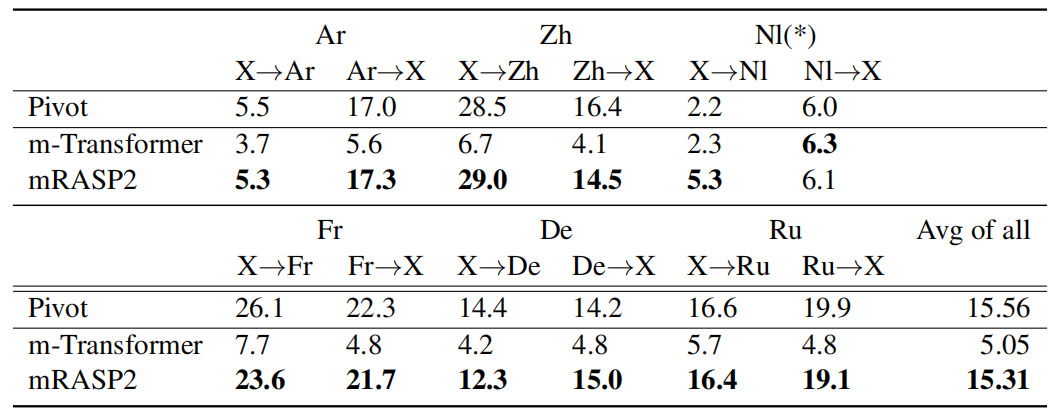 Ar Zh Nl(*)
X→Ar Ar→X X→Zh Zh→X X→Nl Nl→X
Pivot 5.5 17.0 28.5 16.4 2.2 6.0
m-Transformer 3.7 5.6 6.7 4.1 2.3 6.3
mRASP2 5.3 17.3 29.0 14.5 5.3 6.1
Fr De Ru Avg of all
X→Fr Fr→X X→De De→X X→Ru Ru→X
Pivot 26.1 22.3 14.4 14.2 16.6 19.9 15.56
m-Transformer 7.7 4.8 4.2 4.8 5.7 4.8 5.05
mRASP2 23.6 21.7 12.3 15.0 16.4 19.1 15.31